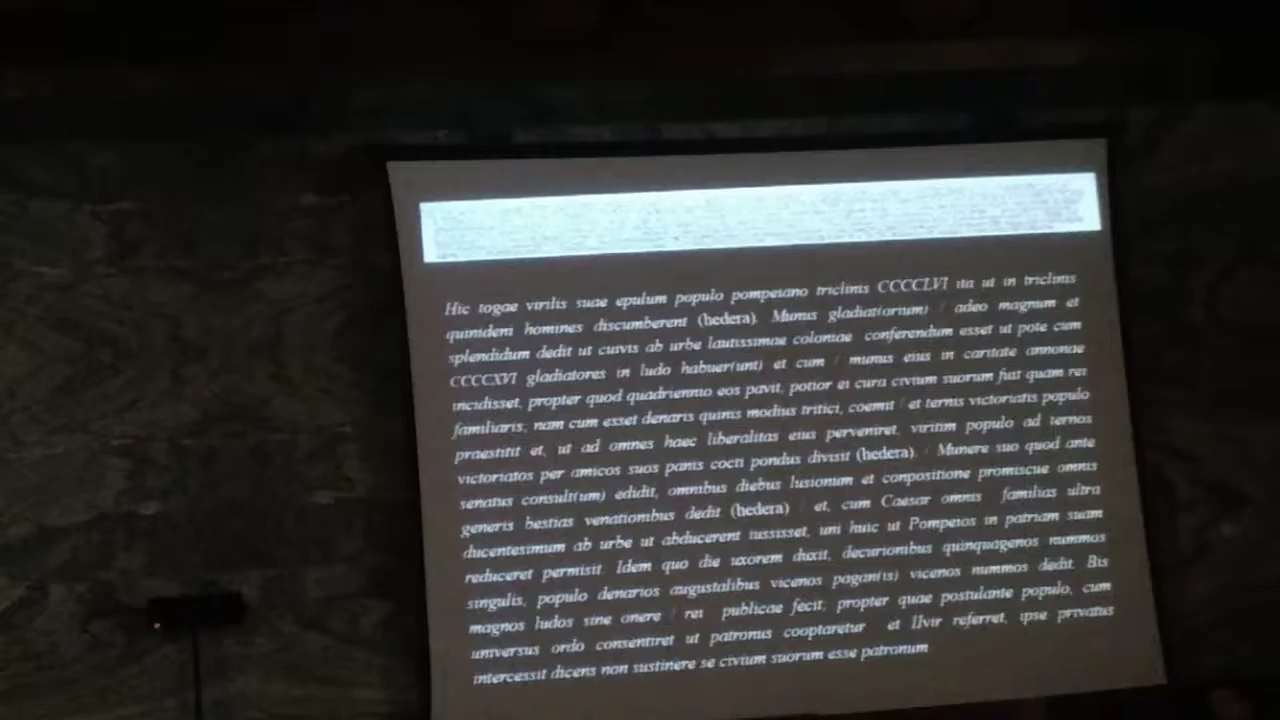 Hic togae virilis suae epulum populo pompeiano triclinis CCCCLVI ita ut in triclinis
quinideni homines discumberent (hedera). Munus gladiat(orium) / adeo magnum et
splendidum dedit ut cuivis ab urbe lautissimae coloniae conferendum esset ut pote cum
CCCCXVI gladiatores in ludo habuer(unt) et cum / munus eius in caritate annonae
incidisset, propter quod quadriennio eos pavit, potior ei cura civium suorum fuit quam rei
familiaris; nam cum esset denaris quinis modius tritici, coemit / et ternis victoriatis populo
praestitit et, ut ad omnes haec liberalitas eius perveniret, viritim populo ad ternos
victoriatos per amicos suos panis cocti pondus divisit (hedera). / Munere suo quod ante
senatus consult(um) edidit, omnibus diebus lusionum et conpositione promiscue omnis
generis bestias venationibus dedit (hedera) / et, cum Caesar omnis familias ultra
ducentesimum ab urbe ut abducerent iussisset, uni huic ut Pompeios in patriam suam
reduceret permisit. Idem quo die uxorem duxit, decurionibus quinquagenos nummos
singulis, populo denarios augustalibus vicenos pagan(is) vicenos nummos dedit. Bis
magnos ludos sine onere / rei publicae fecit, propter quae postulante populo, cum
universus ordo consentiret ut patronus cooptaretur et IIvir referret, ipse privatus
intercessit dicens non sustinere se civium suorum esse patronum